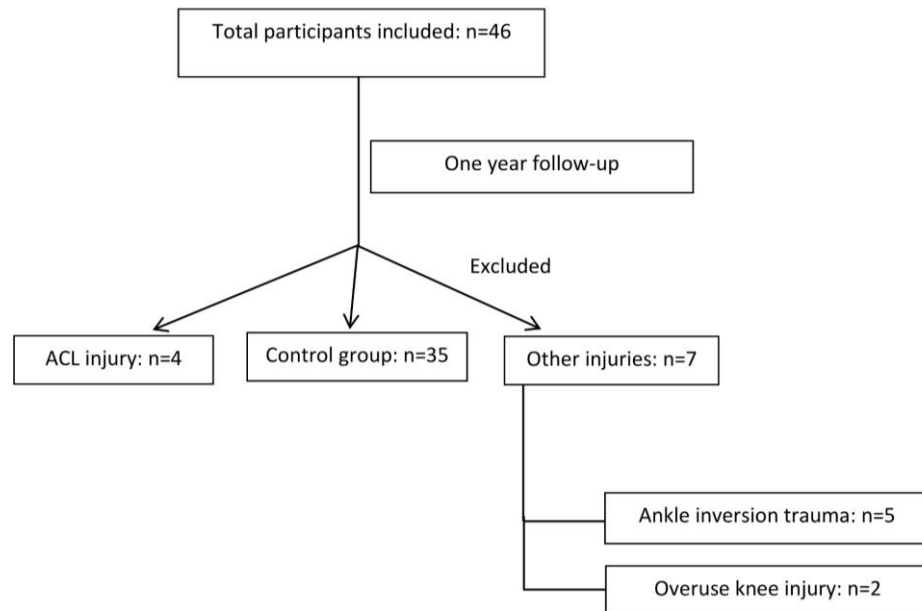 Total participants included: n=46
One year follow-up
Excluded
ACL injury: n=4
Control group: n=35
Other injuries: n=7
Ankle inversion trauma: n=5
Overuse knee injury: n=2